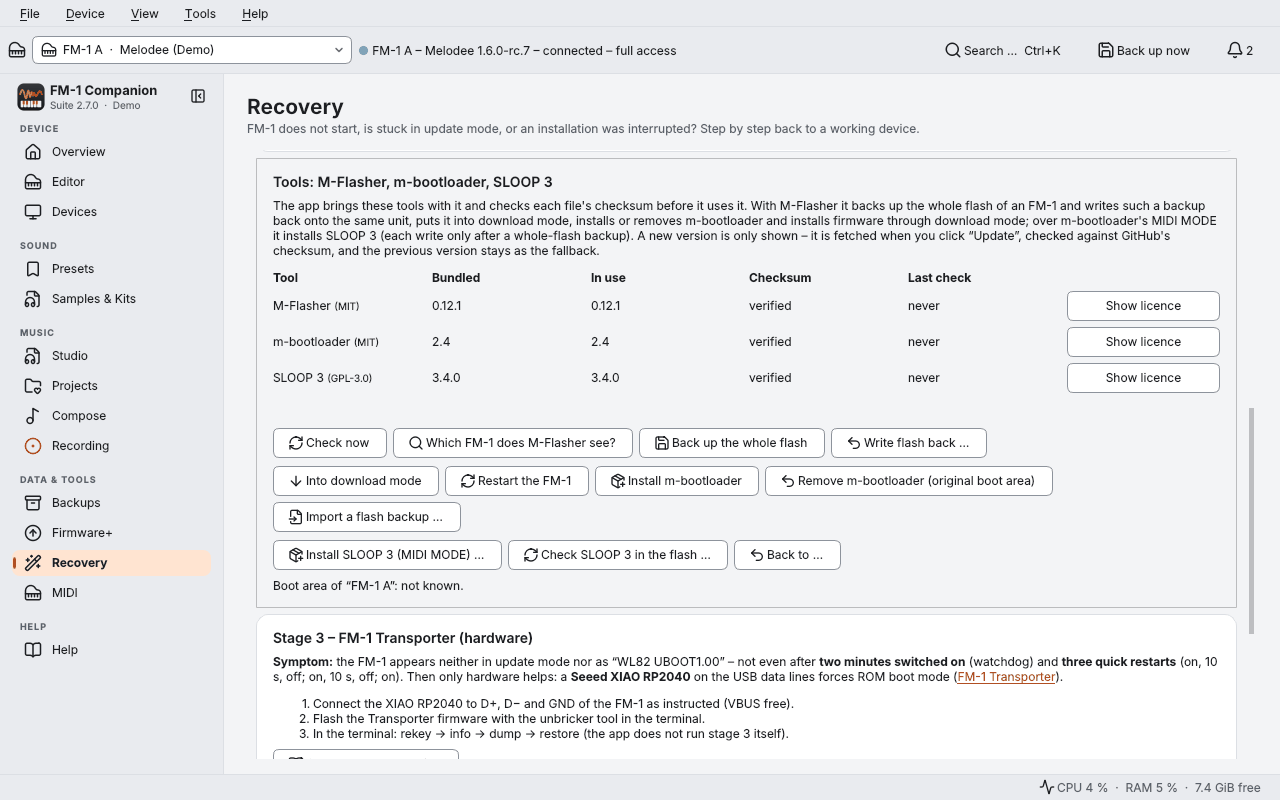 File Device View Tools Help
FM-1 A · Melodee (Demo)
FM-1 A – Melodee 1.6.0-rc.7 – connected – full access
Search ... Ctrl+K
Back up now
2
FM-1 Companion
Suite 2.7.0 · Demo
DEVICE
Overview
Editor
Devices
SOUND
Presets
Samples & Kits
MUSIC
Studio
Projects
Compose
Recording
DATA & TOOLS
Backups
Firmware+
Recovery
MIDI
HELP
Help
Recovery
FM-1 does not start, is stuck in update mode, or an installation was interrupted? Step by step back to a working device.
Tools: M-Flasher, m-bootloader, SLOOP 3
The app brings these tools with it and checks each file's checksum before it uses it. With M-Flasher it backs up the whole flash of an FM-1 and writes such a backup
back onto the same unit, puts it into download mode, installs or removes m-bootloader and installs firmware through download mode; over m-bootloader's MIDI MODE
it installs SLOOP 3 (each write only after a whole-flash backup). A new version is only shown – it is fetched when you click “Update”, checked against GitHub's
checksum, and the previous version stays as the fallback.
Tool Bundled In use Checksum Last check
M-Flasher (MIT) 0.12.1 0.12.1 verified never Show licence
m-bootloader (MIT) 2.4 2.4 verified never Show licence
SLOOP 3 (GPL-3.0) 3.4.0 3.4.0 verified never Show licence
Check now Which FM-1 does M-Flasher see? Back up the whole flash Write flash back ...
Into download mode Restart the FM-1 Install m-bootloader Remove m-bootloader (original boot area)
Import a flash backup ...
Install SLOOP 3 (MIDI MODE) ... Check SLOOP 3 in the flash ... Back to ...
Boot area of “FM-1 A”: not known.
Stage 3 – FM-1 Transporter (hardware)
Symptom: the FM-1 appears neither in update mode nor as “WL82 UBOOT1.00” – not even after two minutes switched on (watchdog) and three quick restarts (on, 10
s, off; on, 10 s, off; on). Then only hardware helps: a Seeed XIAO RP2040 on the USB data lines forces ROM boot mode (FM-1 Transporter).
1. Connect the XIAO RP2040 to D+, D− and GND of the FM-1 as instructed (VBUS free).
2. Flash the Transporter firmware with the unbricker tool in the terminal.
3. In the terminal: rekey → info → dump → restore (the app does not run stage 3 itself).
CPU 4 % · RAM 5 % · 7.4 GiB free